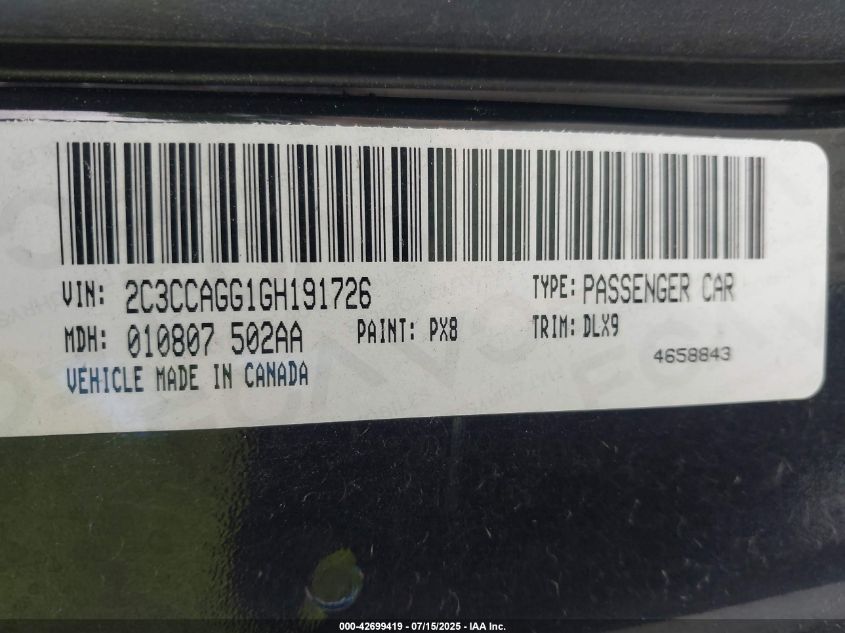 VIN: 2C3CCAGG1GH191726 TYPE: PASSENGER CAR
MDH: 010807 502AA PAINT: PX8 TRIM: DLX9
VEHICLE MADE IN CANADA 4658843
000-42699419 - 07/15/2025 - IAA Inc.